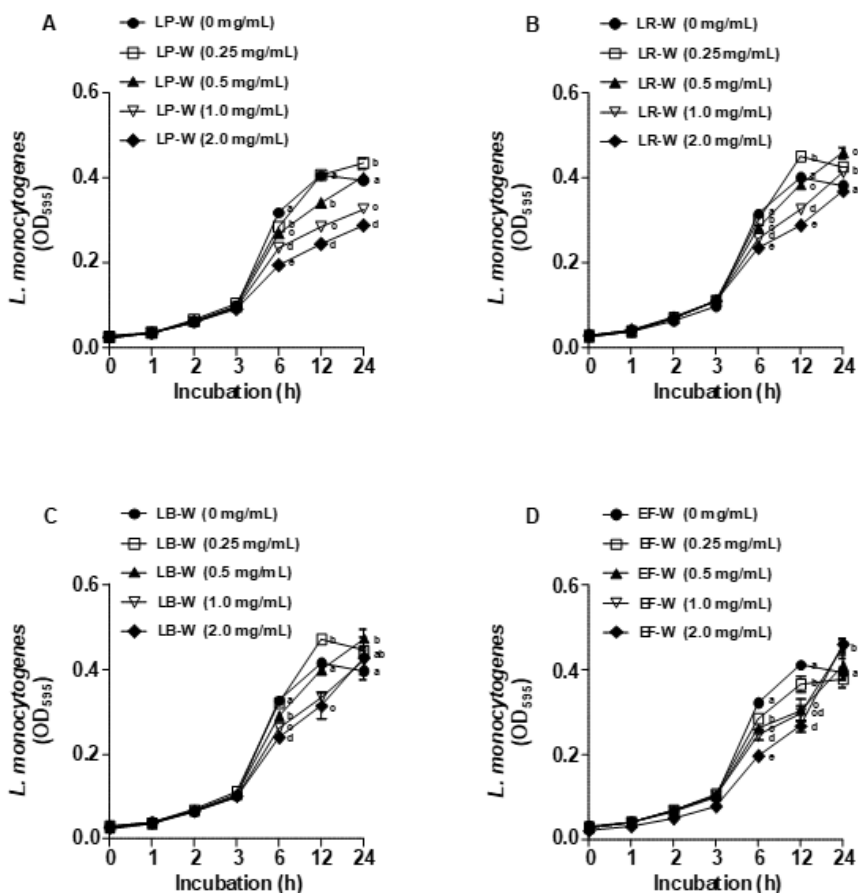 A
LP-W (0 mg/mL)
LP-W (0.25 mg/mL)
LP-W (0.5 mg/mL)
LP-W (1.0 mg/mL)
LP-W (2.0 mg/mL)
L. monocytogenes
(OD595)
0.6
0.4
0.2
0.0
0 1 2 3 6 12 24
Incubation (h)
B
LR-W (0 mg/mL)
LR-W (0.25 mg/mL)
LR-W (0.5 mg/mL)
LR-W (1.0 mg/mL)
LR-W (2.0 mg/mL)
L. monocytogenes
(OD595)
0.6
0.4
0.2
0.0
0 1 2 3 6 12 24
Incubation (h)
C
LB-W (0 mg/mL)
LB-W (0.25 mg/mL)
LB-W (0.5 mg/mL)
LB-W (1.0 mg/mL)
LB-W (2.0 mg/mL)
L. monocytogenes
(OD595)
0.6
0.4
0.2
0.0
0 1 2 3 6 12 24
Incubation (h)
D
EF-W (0 mg/mL)
EF-W (0.25 mg/mL)
EF-W (0.5 mg/mL)
EF-W (1.0 mg/mL)
EF-W (2.0 mg/mL)
L. monocytogenes
(OD595)
0.6
0.4
0.2
0.0
0 1 2 3 6 12 24
Incubation (h)